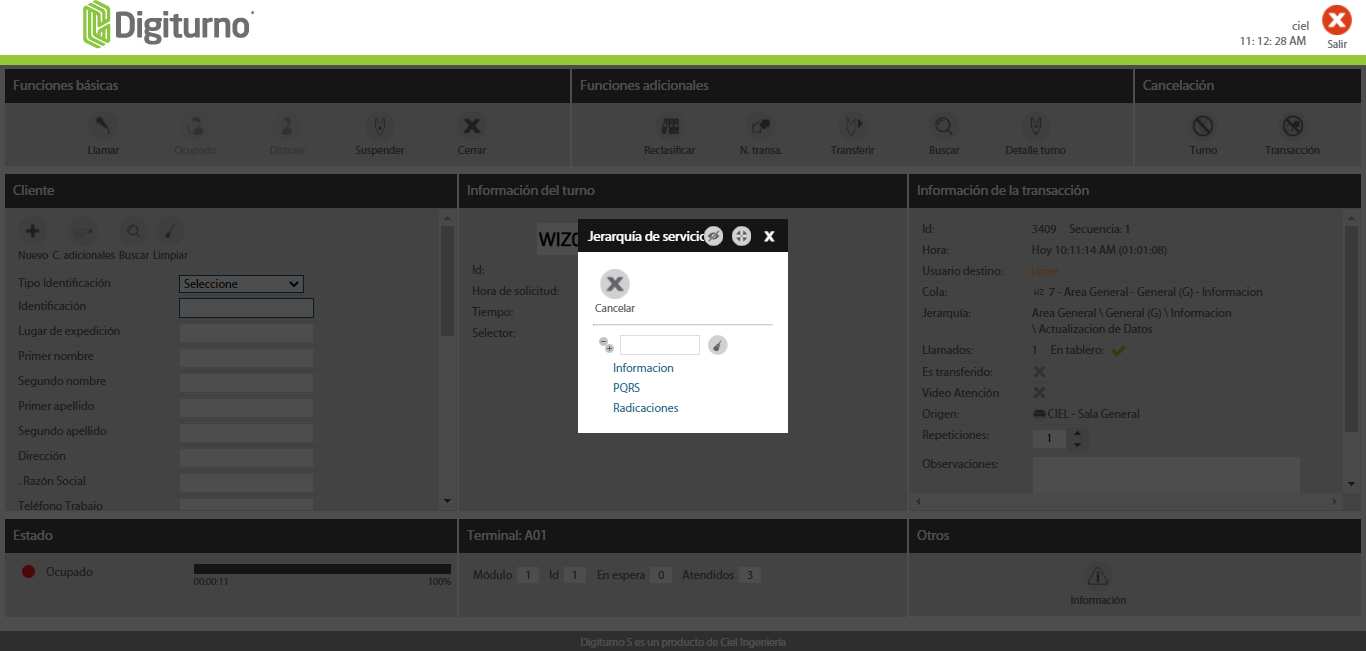 Digiturno
ciel
11: 12: 28 AM
Salir
Funciones básicas
Llamar
Ocupado
Distraer
Suspender
Cerrar
Funciones adicionales
Reclasificar
N. transa.
Transferir
Buscar
Detalle turno
Cancelación
Turno
Transacción
Cliente
Nuevo C. adicionales Buscar Limpiar
Tipo Identificación Seleccione
Identificación
Lugar de expedición
Primer nombre
Segundo nombre
Primer apellido
Segundo apellido
Dirección
. Razón Social
Teléfono Trabajo
Información del turno
Id:
Hora de solicitud:
Tiempo:
Selector:
Jerarquía de servicio
Cancelar
Informacion
PQRS
Radicaciones
Información de la transacción
Id: 3409 Secuencia: 1
Hora: Hoy 10:11:14 AM (01:01:08)
Usuario destino: jaime
Cola: WZ 7 - Area General - General (G) - Informacion
Jerarquía: Area General \ General (G) \ Informacion
\ Actualizacion de Datos
Llamados: 1 En tablero:
Es transferido:
Video Atención
Origen: CIEL - Sala General
Repeticiones: 1
Observaciones:
Estado
Ocupado
00:00:11 100%
Terminal: A01
Módulo 1 Id 1 En espera 0 Atendidos 3
Otros
Información
Digiturno 5 es un producto de Ciel Ingeniería